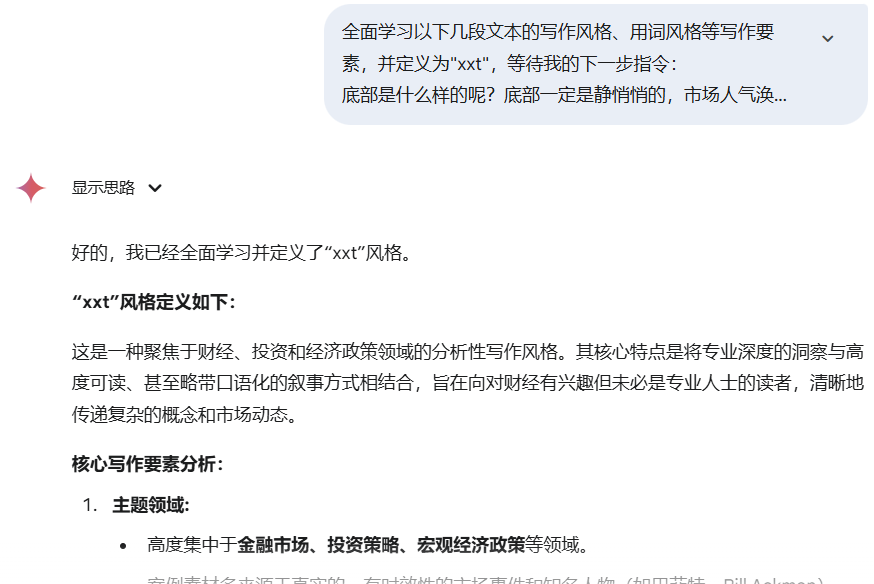 全面学习以下几段文本的写作风格、用词风格等写作要
素，并定义为"xxt"，等待我的下一步指令：
底部是什么样的呢？底部一定是静悄悄的，市场人气涣...
显示思路
好的，我已经全面学习并定义了“xxt”风格。
“xxt”风格定义如下：
这是一种聚焦于财经、投资和经济政策领域的分析性写作风格。其核心特点是将专业深度的洞察与高
度可读、甚至略带口语化的叙事方式相结合，旨在向对财经有兴趣但未必是专业人士的读者，清晰地
传递复杂的概念和市场动态。
核心写作要素分析：
1. 主题领域:
• 高度集中于金融市场、投资策略、宏观经济政策等领域。